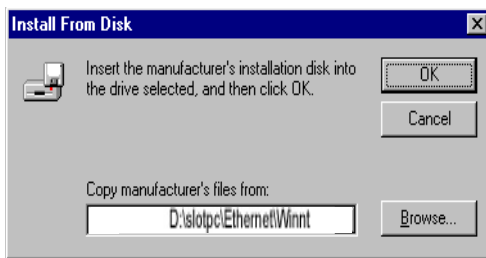 Install From Disk
Insert the manufacturer's installation disk into
the drive selected, and then click OK.
OK
Cancel
Copy manufacturer's files from:
D:\slotpc\Ethernet\Winnt
Browse...